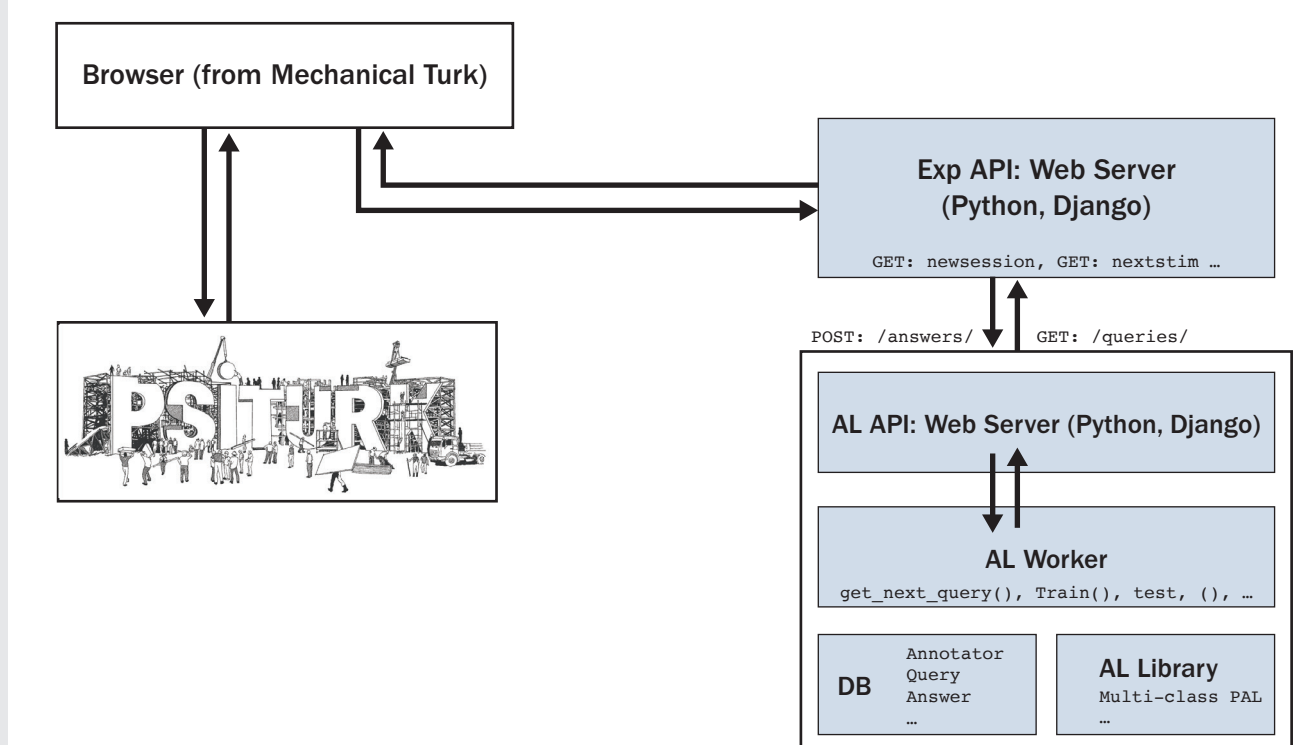 Browser (from Mechanical Turk)
Exp API: Web Server
(Python, Django)
GET: newsession, GET: nextstim …
POST: /answers/
GET: /queries/
PSITURK
AL API: Web Server (Python, Django)
AL Worker
get_next_query(), Train(), test, (), …
DB
Annotator
Query
Answer
…
AL Library
Multi-class PAL
…